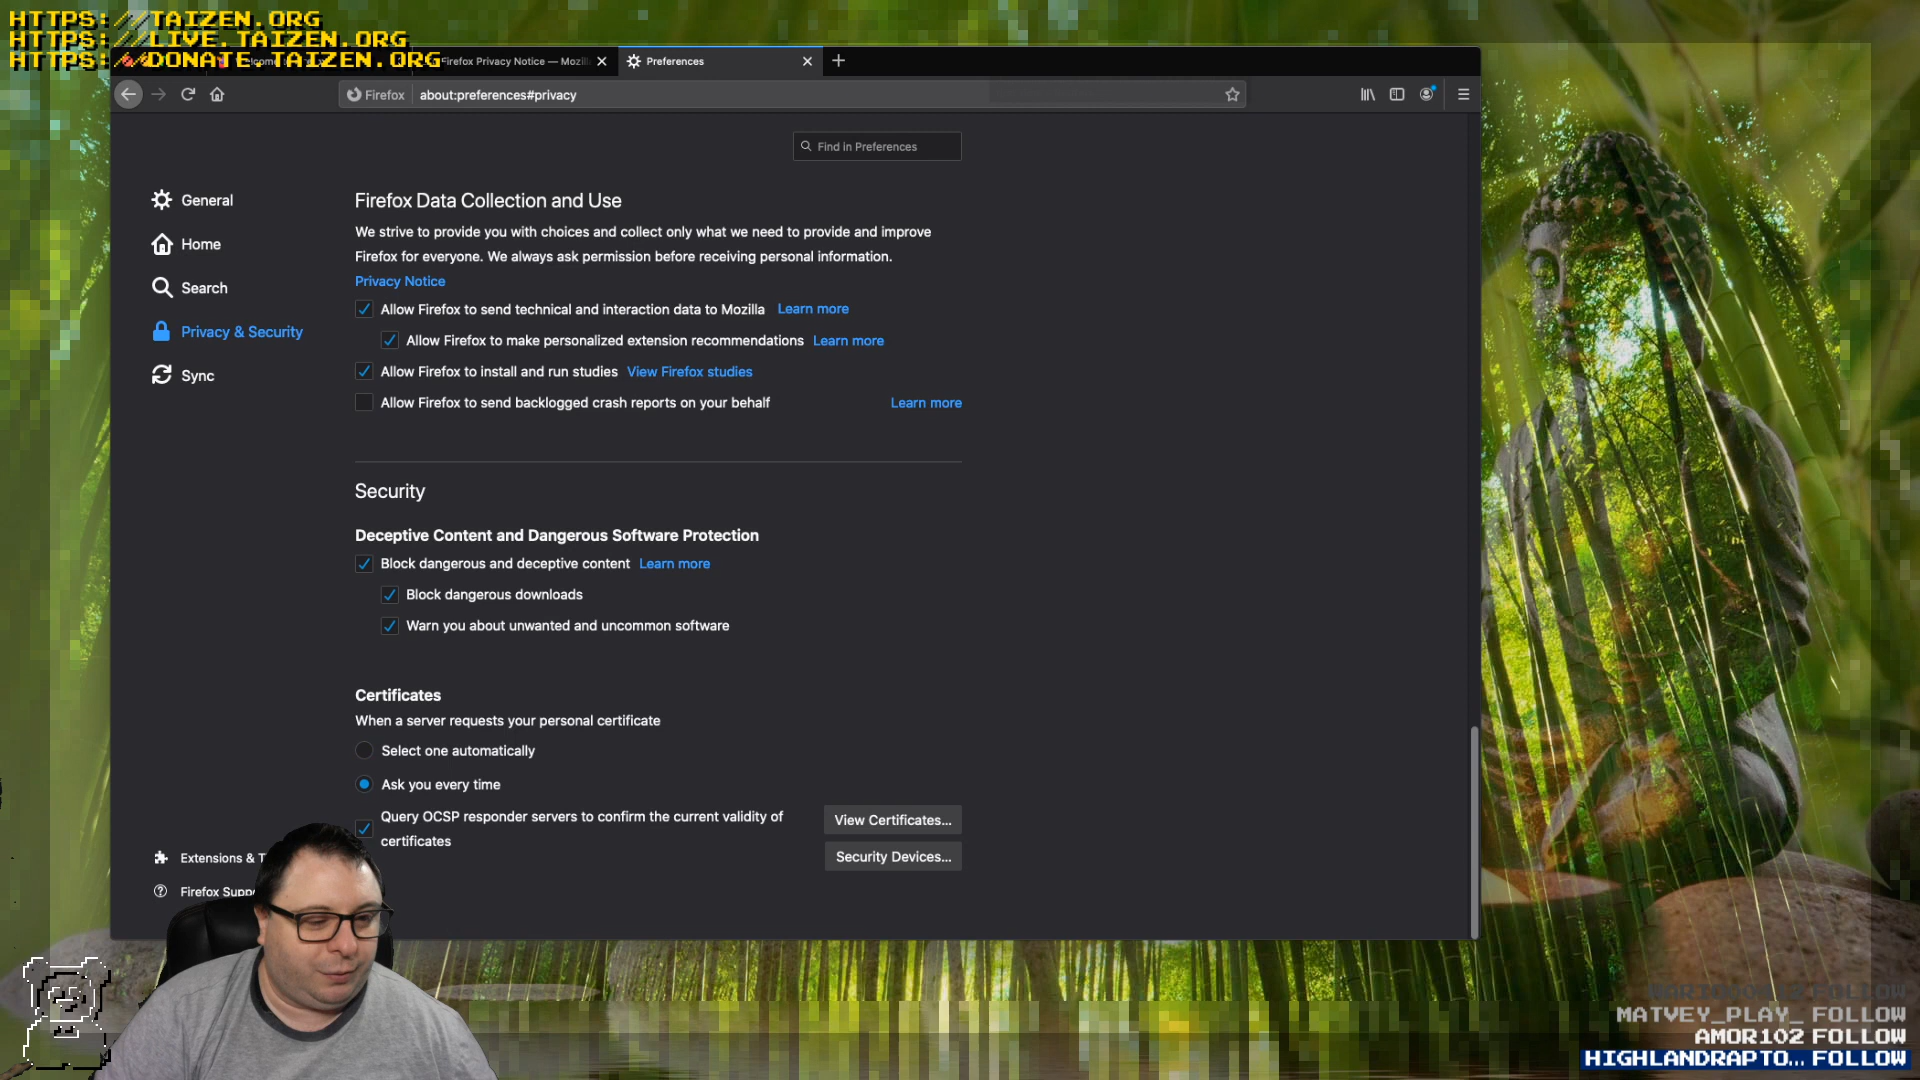 HTTPS://TAIZEN.ORG
HTTPS://LIVE.TAIZEN.ORG
HTTPS://DONATE.TAIZEN.ORG
Firefox Privacy Notice — Mozil
Preferences
Firefox
about:preferences#privacy
Find in Preferences
General
Home
Search
Privacy & Security
Sync
Firefox Data Collection and Use
We strive to provide you with choices and collect only what we need to provide and improve
Firefox for everyone. We always ask permission before receiving personal information.
Privacy Notice
Allow Firefox to send technical and interaction data to Mozilla Learn more
Allow Firefox to make personalized extension recommendations Learn more
Allow Firefox to install and run studies View Firefox studies
Allow Firefox to send backlogged crash reports on your behalf Learn more
Security
Deceptive Content and Dangerous Software Protection
Block dangerous and deceptive content Learn more
Block dangerous downloads
Warn you about unwanted and uncommon software
Certificates
When a server requests your personal certificate
Select one automatically
Ask you every time
Query OCSP responder servers to confirm the current validity of
certificates
View Certificates...
Security Devices...
Extensions & T
Firefox Supp
FOLLOW
MATVEY_PLAY_ FOLLOW
AMOR102 FOLLOW
HIGHLANDRAPTO... FOLLOW